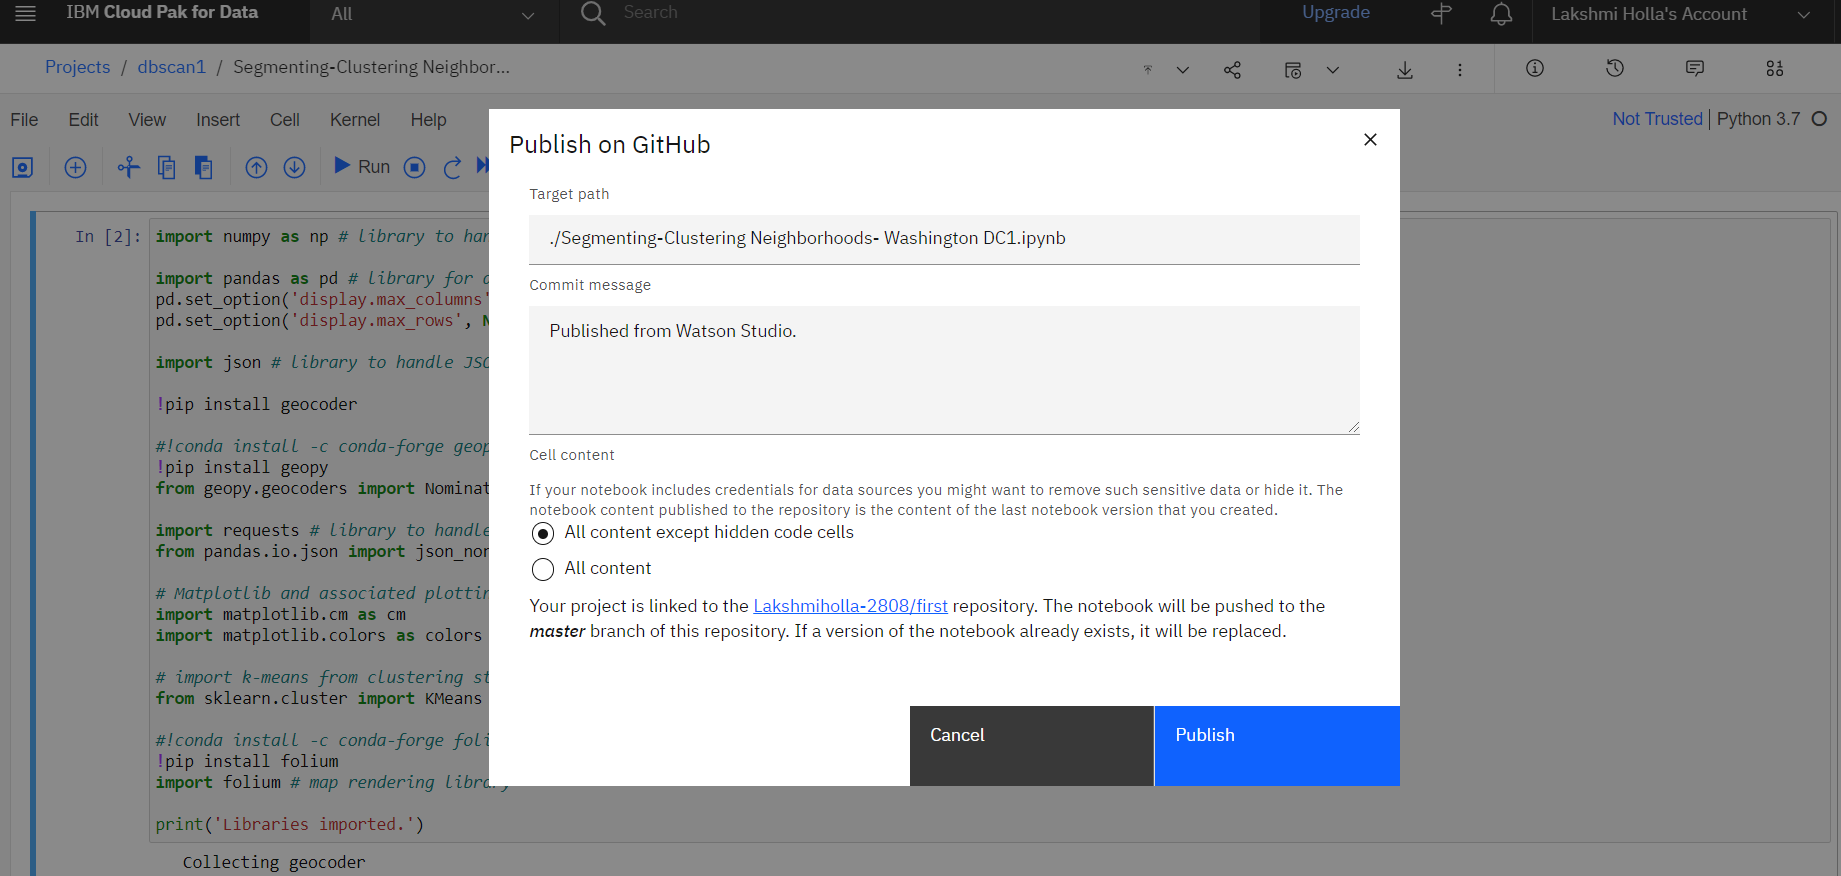 IBM Cloud Pak for Data
All
Search
Upgrade
Lakshmi Holla's Account
Projects / dbscan1 / Segmenting-Clustering Neighbor...
File Edit View Insert Cell Kernel Help
Not Trusted | Python 3.7
Run
Publish on GitHub
Target path
./Segmenting-Clustering Neighborhoods- Washington DC1.ipynb
Commit message
Published from Watson Studio.
Cell content
If your notebook includes credentials for data sources you might want to remove such sensitive data or hide it. The
notebook content published to the repository is the content of the last notebook version that you created.
All content except hidden code cells
All content
Your project is linked to the Lakshmiholla-2808/first repository. The notebook will be pushed to the
master branch of this repository. If a version of the notebook already exists, it will be replaced.
Cancel
Publish
In [2]:
import numpy as np # library to har
import pandas as pd # library for
pd.set_option('display.max_columns'
pd.set_option('display.max_rows',
import json # library to handle JSO
!pip install geocoder
#!conda install -c conda-forge geop
!pip install geopy
from geopy.geocoders import Nominat
import requests # library to handle
from pandas.io.json import json_nor
# Matplotlib and associated plottin
import matplotlib.cm as cm
import matplotlib.colors as colors
# import k-means from clustering st
from sklearn.cluster import KMeans
#!conda install -c conda-forge foli
!pip install folium
import folium # map rendering library
print('Libraries imported.')
Collecting geocoder